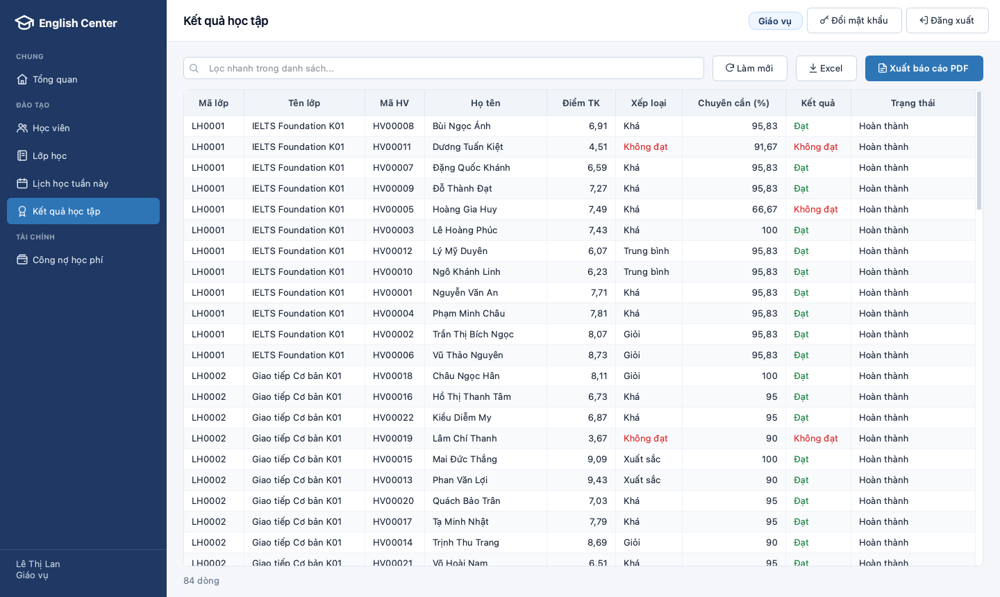 English Center
CHUNG
Tổng quan
ĐÀO TẠO
Học viên
Lớp học
Lịch học tuần này
Kết quả học tập
TÀI CHÍNH
Công nợ học phí
Lê Thị Lan
Giáo vụ
Kết quả học tập
Giáo vụ Đổi mật khẩu Đăng xuất
Lọc nhanh trong danh sách... Làm mới Excel Xuất báo cáo PDF
Mã lớp Tên lớp Mã HV Họ tên Điểm TK Xếp loại Chuyên cần (%) Kết quả Trạng thái
LH0001 IELTS Foundation K01 HV00008 Bùi Ngọc Ánh 6,91 Khá 95,83 Đạt Hoàn thành
LH0001 IELTS Foundation K01 HV00011 Dương Tuấn Kiệt 4,51 Không đạt 91,67 Không đạt Hoàn thành
LH0001 IELTS Foundation K01 HV00007 Đặng Quốc Khánh 6,59 Khá 95,83 Đạt Hoàn thành
LH0001 IELTS Foundation K01 HV00009 Đỗ Thành Đạt 7,27 Khá 95,83 Đạt Hoàn thành
LH0001 IELTS Foundation K01 HV00005 Hoàng Gia Huy 7,49 Khá 66,67 Không đạt Hoàn thành
LH0001 IELTS Foundation K01 HV00003 Lê Hoàng Phúc 7,43 Khá 100 Đạt Hoàn thành
LH0001 IELTS Foundation K01 HV00012 Lý Mỹ Duyên 6,07 Trung bình 95,83 Đạt Hoàn thành
LH0001 IELTS Foundation K01 HV00010 Ngô Khánh Linh 6,23 Trung bình 95,83 Đạt Hoàn thành
LH0001 IELTS Foundation K01 HV00001 Nguyễn Văn An 7,71 Khá 95,83 Đạt Hoàn thành
LH0001 IELTS Foundation K01 HV00004 Phạm Minh Châu 7,81 Khá 95,83 Đạt Hoàn thành
LH0001 IELTS Foundation K01 HV00002 Trần Thị Bích Ngọc 8,07 Giỏi 95,83 Đạt Hoàn thành
LH0001 IELTS Foundation K01 HV00006 Vũ Thảo Nguyên 8,73 Giỏi 95,83 Đạt Hoàn thành
LH0002 Giao tiếp Cơ bản K01 HV00018 Châu Ngọc Hân 8,11 Giỏi 100 Đạt Hoàn thành
LH0002 Giao tiếp Cơ bản K01 HV00016 Hồ Thị Thanh Tâm 6,73 Khá 95 Đạt Hoàn thành
LH0002 Giao tiếp Cơ bản K01 HV00022 Kiều Diễm My 6,87 Khá 95 Đạt Hoàn thành
LH0002 Giao tiếp Cơ bản K01 HV00019 Lâm Chí Thanh 3,67 Không đạt 90 Không đạt Hoàn thành
LH0002 Giao tiếp Cơ bản K01 HV00015 Mai Đức Thắng 9,09 Xuất sắc 100 Đạt Hoàn thành
LH0002 Giao tiếp Cơ bản K01 HV00013 Phan Văn Lợi 9,43 Xuất sắc 90 Đạt Hoàn thành
LH0002 Giao tiếp Cơ bản K01 HV00020 Quách Bảo Trân 7,03 Khá 95 Đạt Hoàn thành
LH0002 Giao tiếp Cơ bản K01 HV00017 Tạ Minh Nhật 7,79 Khá 95 Đạt Hoàn thành
LH0002 Giao tiếp Cơ bản K01 HV00014 Trịnh Thu Trang 8,69 Giỏi 90 Đạt Hoàn thành
LH0002 Giao tiếp Cơ bản K01 HV00021 Võ Hoài Nam 6,51 Khá 95 Đạt Hoàn thành
84 dòng